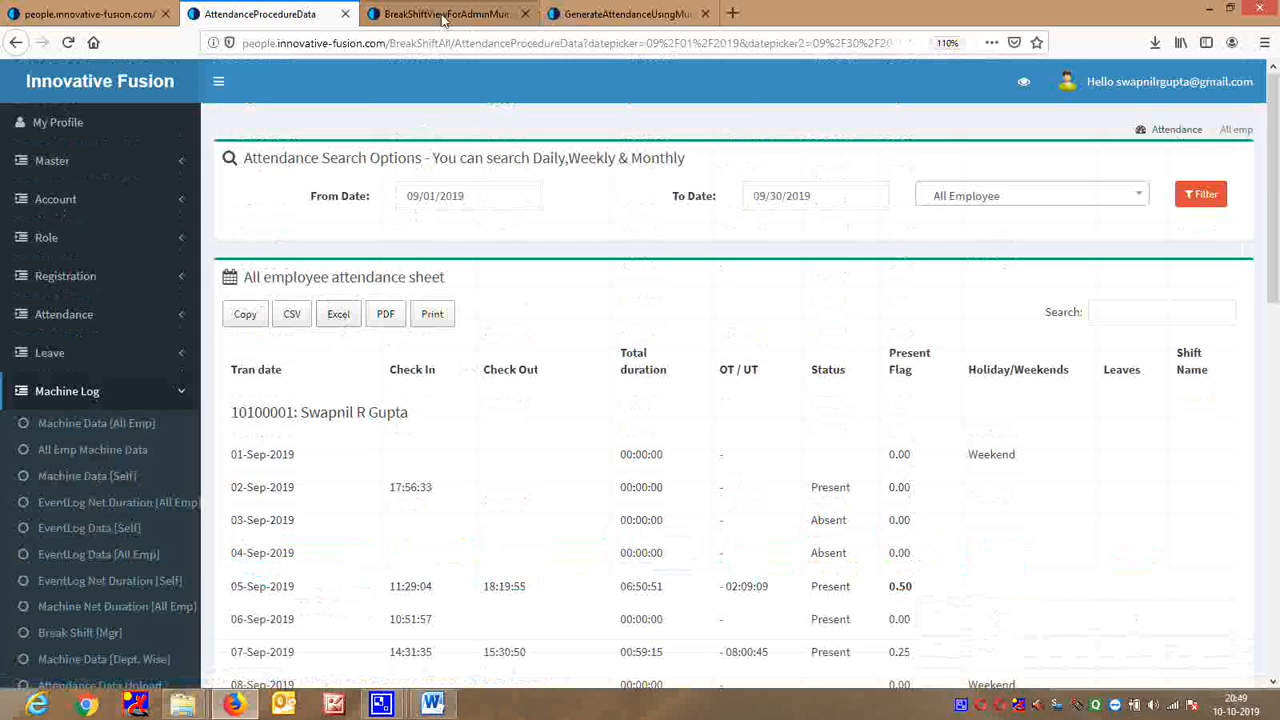 people.innovative-fusion.com/
AttendanceProcedureData
BreakShiftViewForAdminMu
GenerateAttendanceUsingMu
people.innovative-fusion.com/BreakShiftAll/AttendanceProcedureData?datepicker=09%2F01%2F2019&datepicker2=09%2F30%2F20
110%
Innovative Fusion
Hello swapnilrgupta@gmail.com
My Profile
Master
Account
Role
Registration
Attendance
Leave
Machine Log
Machine Data [All Emp]
All Emp Machine Data
Machine Data [Self]
EventLog Net Duration [All Emp]
EventLog Data [Self]
EventLog Data [All Emp]
EventLog Net Duration [Self]
Machine Net Duration [All Emp]
Break Shift [Mgr]
Machine Data [Dept. Wise]
Attendance Data Upload
Attendance All emp
Attendance Search Options - You can search Daily,Weekly & Monthly
From Date: 09/01/2019 To Date: 09/30/2019 All Employee Filter
All employee attendance sheet
Copy CSV Excel PDF Print Search:
Tran date Check In Check Out Total duration OT / UT Status Present Flag Holiday/Weekends Leaves Shift Name
10100001: Swapnil R Gupta
01-Sep-2019 00:00:00 - 0.00 Weekend
02-Sep-2019 17:56:33 00:00:00 - Present 0.00
03-Sep-2019 00:00:00 - Absent 0.00
04-Sep-2019 00:00:00 - Absent 0.00
05-Sep-2019 11:29:04 18:19:55 06:50:51 - 02:09:09 Present 0.50
06-Sep-2019 10:51:57 00:00:00 - Present 0.00
07-Sep-2019 14:31:35 15:30:50 00:59:15 - 08:00:45 Present 0.25
08-Sep-2019 00:00:00 - 0.00 Weekend
20:49
10-10-2019